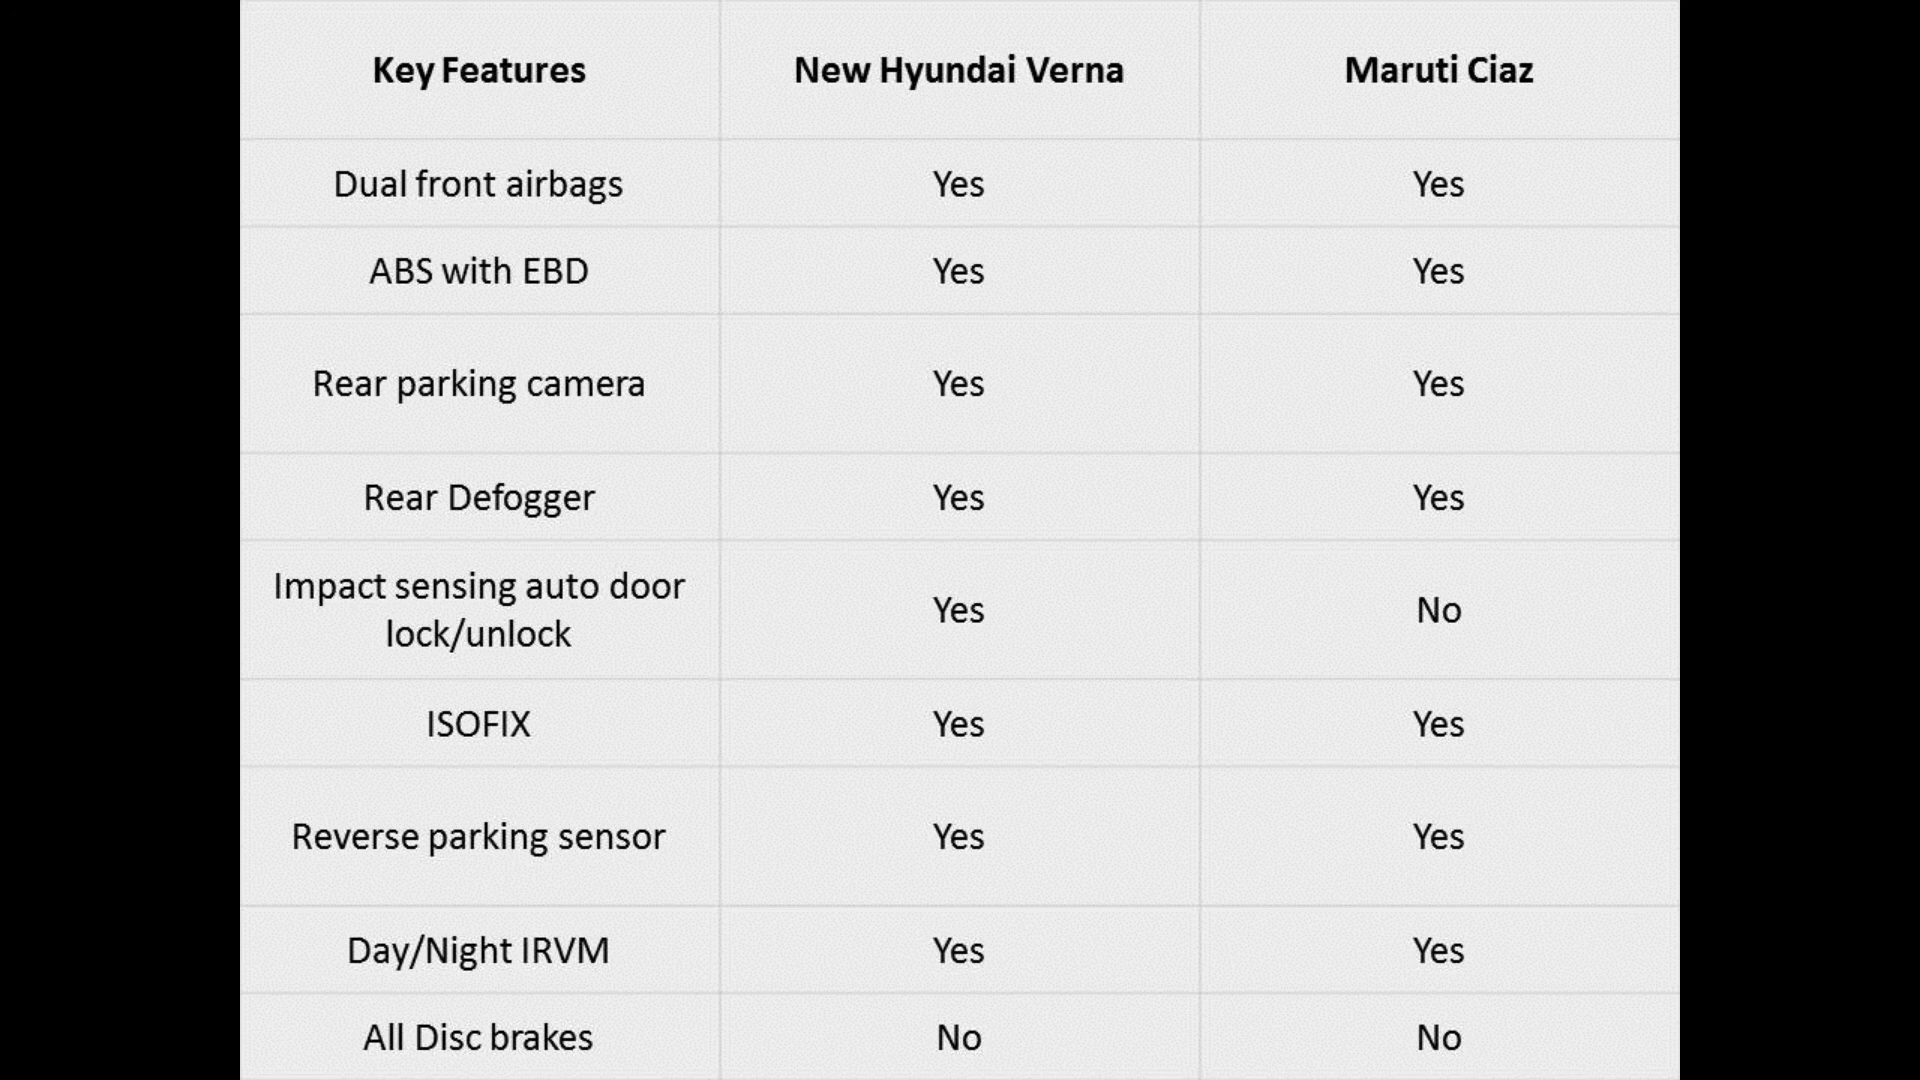 Key Features New Hyundai Verna Maruti Ciaz
Dual front airbags Yes Yes
ABS with EBD Yes Yes
Rear parking camera Yes Yes
Rear Defogger Yes Yes
Impact sensing auto door
lock/unlock Yes No
ISOFIX Yes Yes
Reverse parking sensor Yes Yes
Day/Night IRVM Yes Yes
All Disc brakes No No